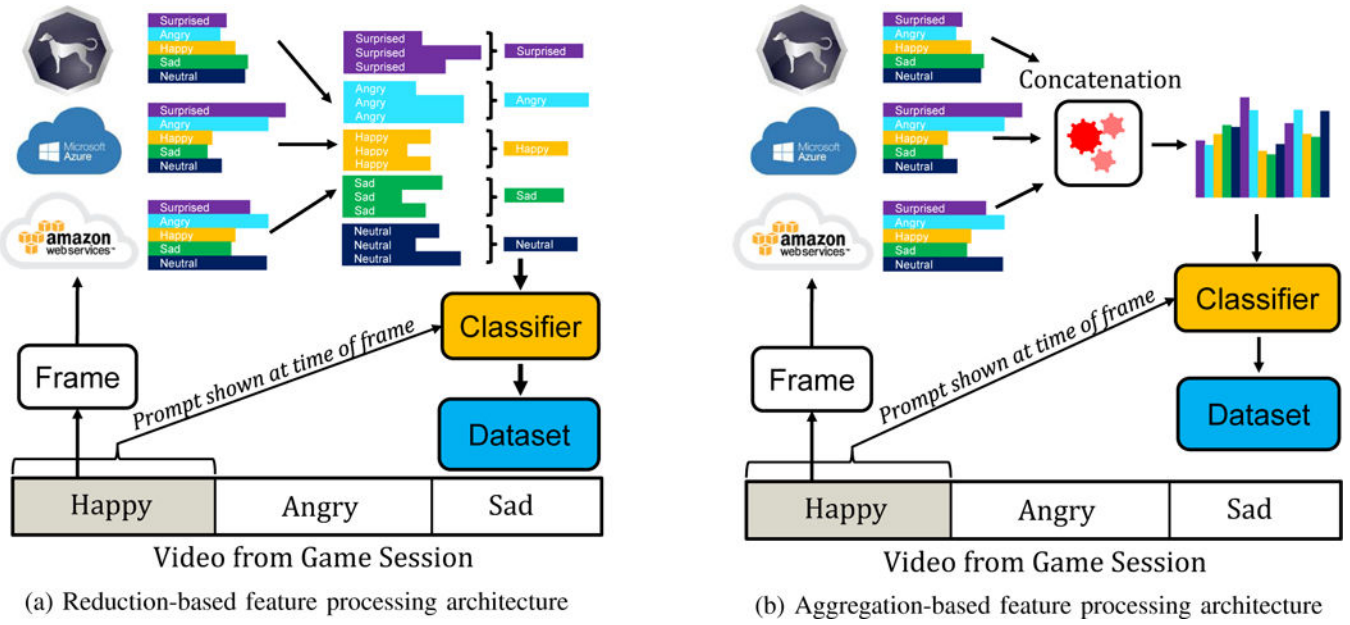 Surprised
Angry
Happy
Sad
Neutral
Microsoft
Azure
Surprised
Angry
Happy
Sad
Neutral
amazon
webservices™
Surprised
Angry
Happy
Sad
Neutral
Surprised
Surprised
Surprised
Surprised
Angry
Angry
Angry
Angry
Happy
Happy
Happy
Happy
Sad
Sad
Sad
Sad
Neutral
Neutral
Neutral
Neutral
Classifier
Frame
Prompt shown at time of frame
Dataset
Happy
Angry
Sad
Video from Game Session
(a) Reduction-based feature processing architecture
Surprised
Angry
Happy
Sad
Neutral
Concatenation
Microsoft
Azure
Surprised
Angry
Happy
Sad
Neutral
amazon
webservices™
Surprised
Angry
Happy
Sad
Neutral
Classifier
Frame
Prompt shown at time of frame
Dataset
Happy
Angry
Sad
Video from Game Session
(b) Aggregation-based feature processing architecture